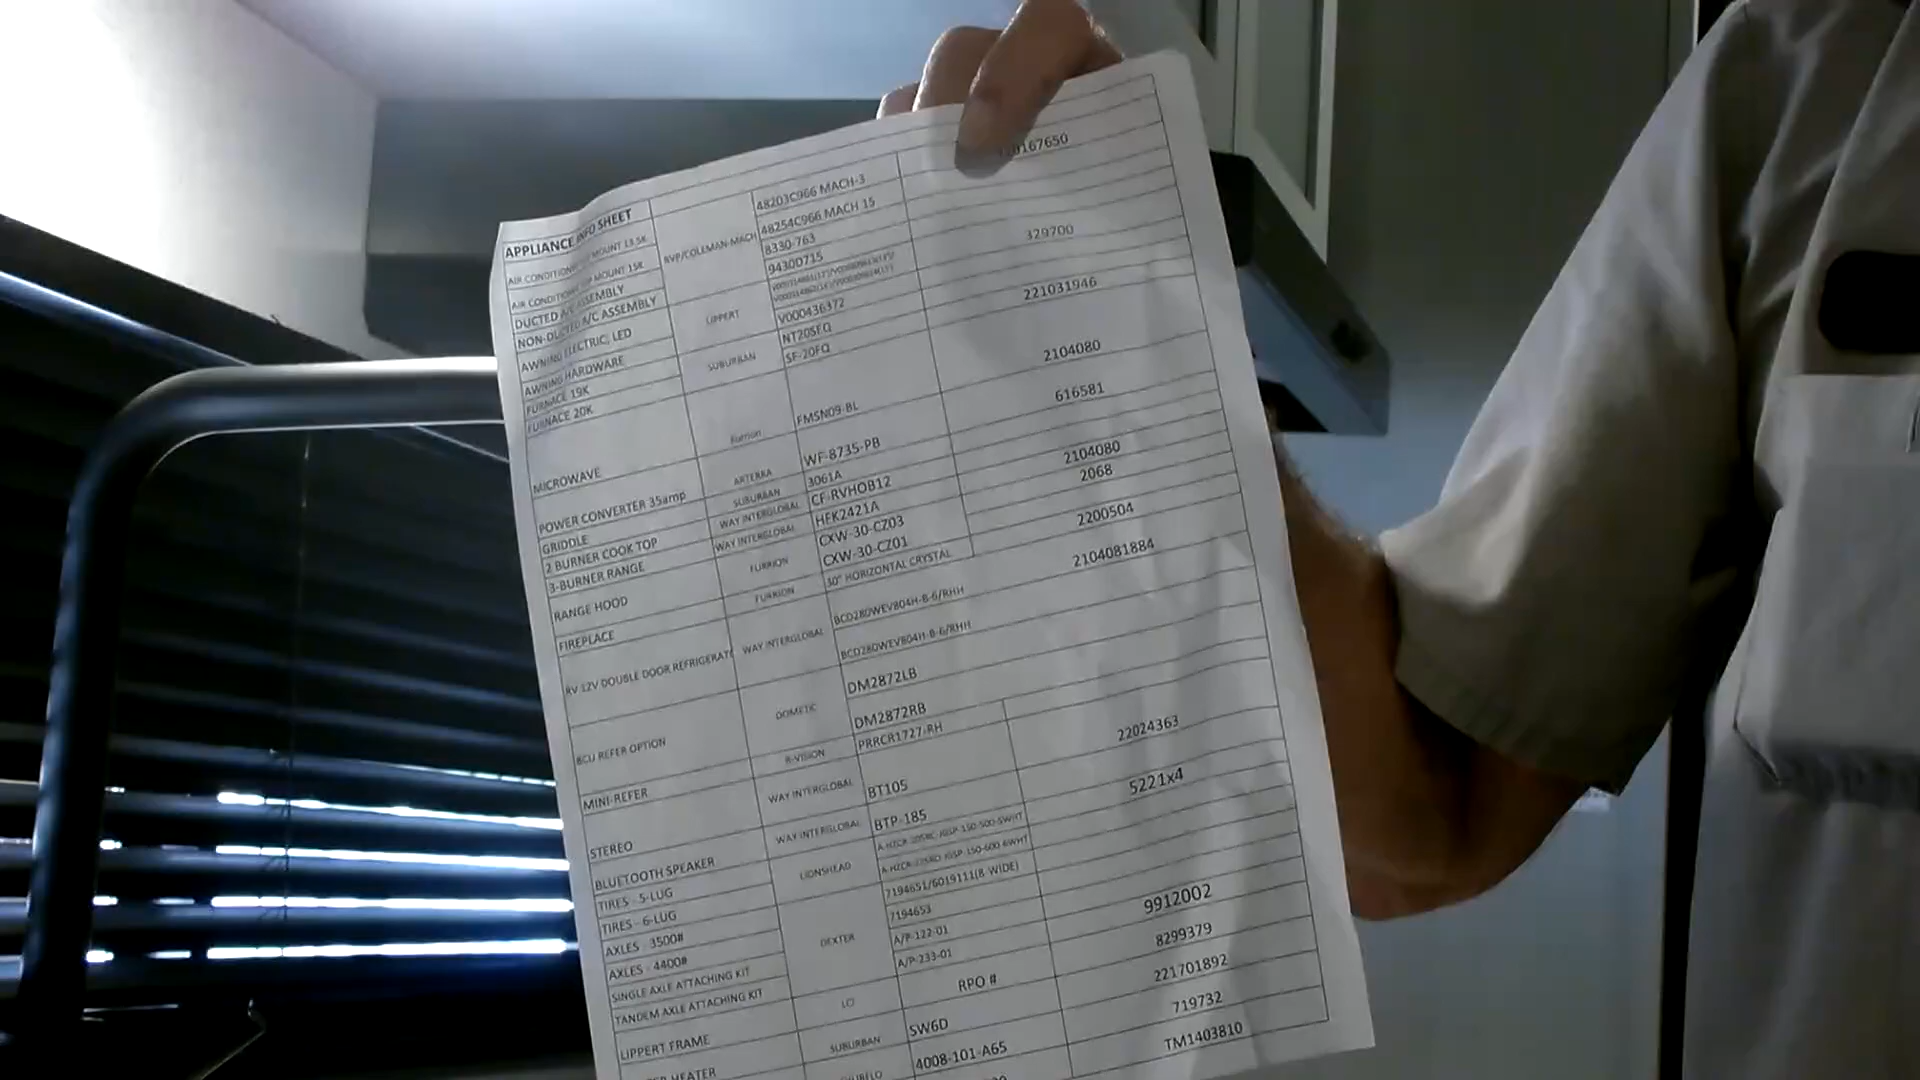 APPLIANCE INFO SHEET
AIR CONDITION MOUNT 13.5K RVP/COLEMAN-MACH 48203C966 MACH-3 0167650
AIR CONDITION MOUNT 15K 48254C966 MACH 15
DUCTED A/C ASSEMBLY 8330-763
NON-DUCTED A/C ASSEMBLY 9430D715
AWNING ELECTRIC, LED LIPPERT 329700
AWNING HARDWARE V000436372
FURNACE 19K SUBURBAN NT20SEQ 221031946
FURNACE 20K SF-20FQ
MICROWAVE Furrion FMSN09-BL 2104080
POWER CONVERTER 35amp ARTERRA WF-8735-PB 616581
GRIDDLE SUBURBAN 3061A
2 BURNER COOK TOP WAY INTERGLOBAL CF-RVHOB12
3-BURNER RANGE WAY INTERGLOBAL HFK2421A 2104080
RANGE HOOD FURRION CXW-30-CZ03 2068
CXW-30-CZ01
FIREPLACE FURRION 30" HORIZONTAL CRYSTAL 2200504
RV 12V DOUBLE DOOR REFRIGERAT WAY INTERGLOBAL BCD280WEV804H-B-6/RHH 2104081884
BCD280WEV804H-B-6/RHH
BCU REFER OPTION DOMETIC DM2872LB
DM2872RB
MINI-REFER R-VISION PRRCR1727-RH
STEREO WAY INTERGLOBAL BT105 22024363
BLUETOOTH SPEAKER WAY INTERGLOBAL BTP-185 5221x4
TIRES - 5-LUG LIONSHEAD
TIRES - 6-LUG
AXLES - 3500# DEXTER 7194651/6019111(8 WIDE)
AXLES - 4400# 7194653
SINGLE AXLE ATTACHING KIT A/P-122-01
TANDEM AXLE ATTACHING KIT A/P-233-01 9912002
LIPPERT FRAME LCI RPO # 8299379
HEATER SUBURBAN SW6D 221701892
4008-101-A65 719732
TM1403810